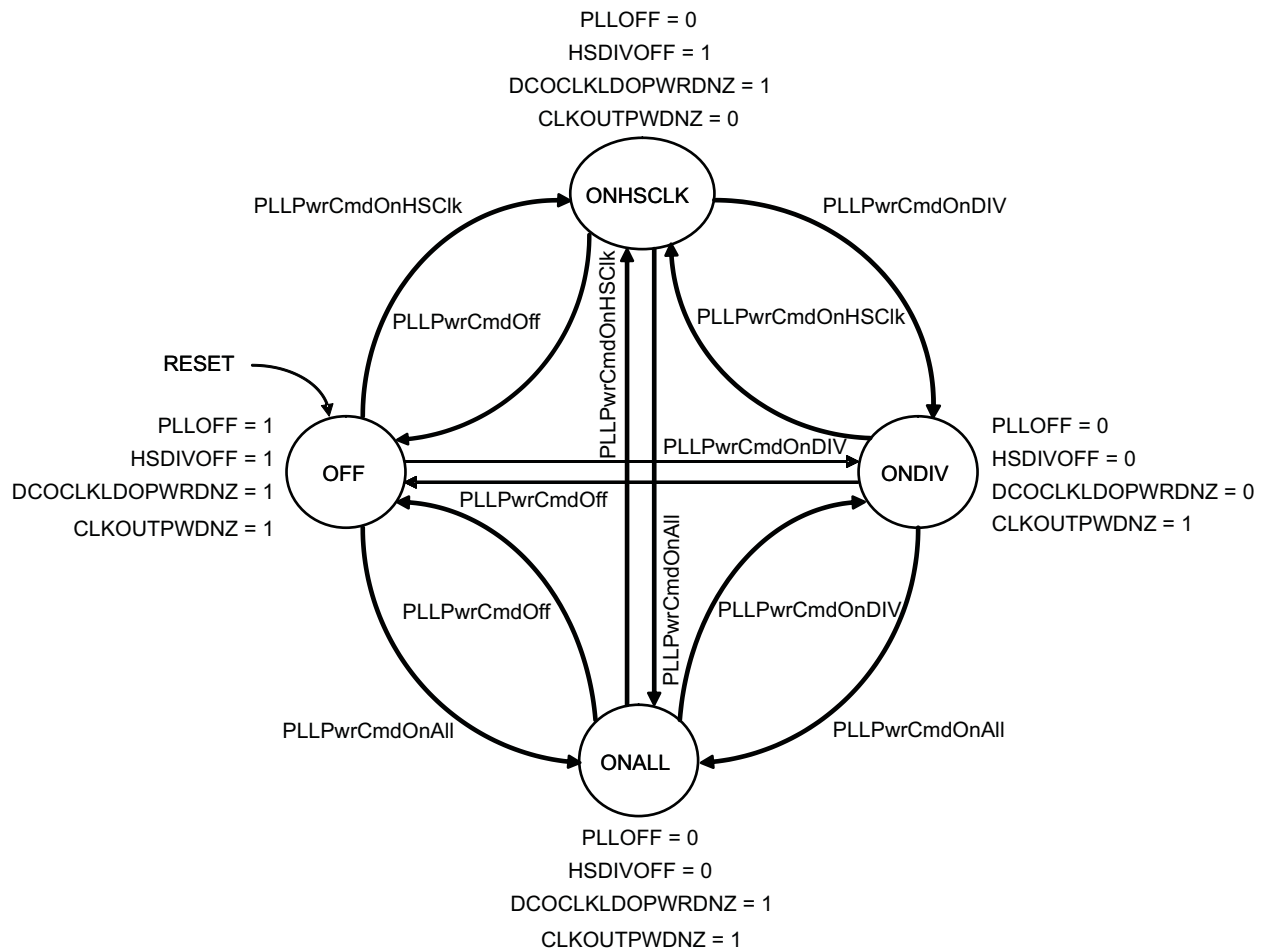 PLLOFF = 0
HSDIVOFF = 1
DCOCLKLDOPWRDNZ = 1
CLKOUTPWDNZ = 0
ONHSCLK
PLLPwrCmdOnHSClk
PLLPwrCmdOnDIV
PLLPwrCmdOff
PLLPwrCmdOnHSClk
PLLPwrCmdOnHSClk
RESET
PLLOFF = 1
HSDIVOFF = 1
DCOCLKLDOPWRDNZ = 1
CLKOUTPWDNZ = 1
OFF
PLLPwrCmdOnDIV
PLLPwrCmdOff
ONDIV
PLLOFF = 0
HSDIVOFF = 0
DCOCLKLDOPWRDNZ = 0
CLKOUTPWDNZ = 1
PLLPwrCmdOnAll
PLLPwrCmdOff
PLLPwrCmdOnDIV
PLLPwrCmdOnAll
PLLPwrCmdOnAll
ONALL
PLLOFF = 0
HSDIVOFF = 0
DCOCLKLDOPWRDNZ = 1
CLKOUTPWDNZ = 1